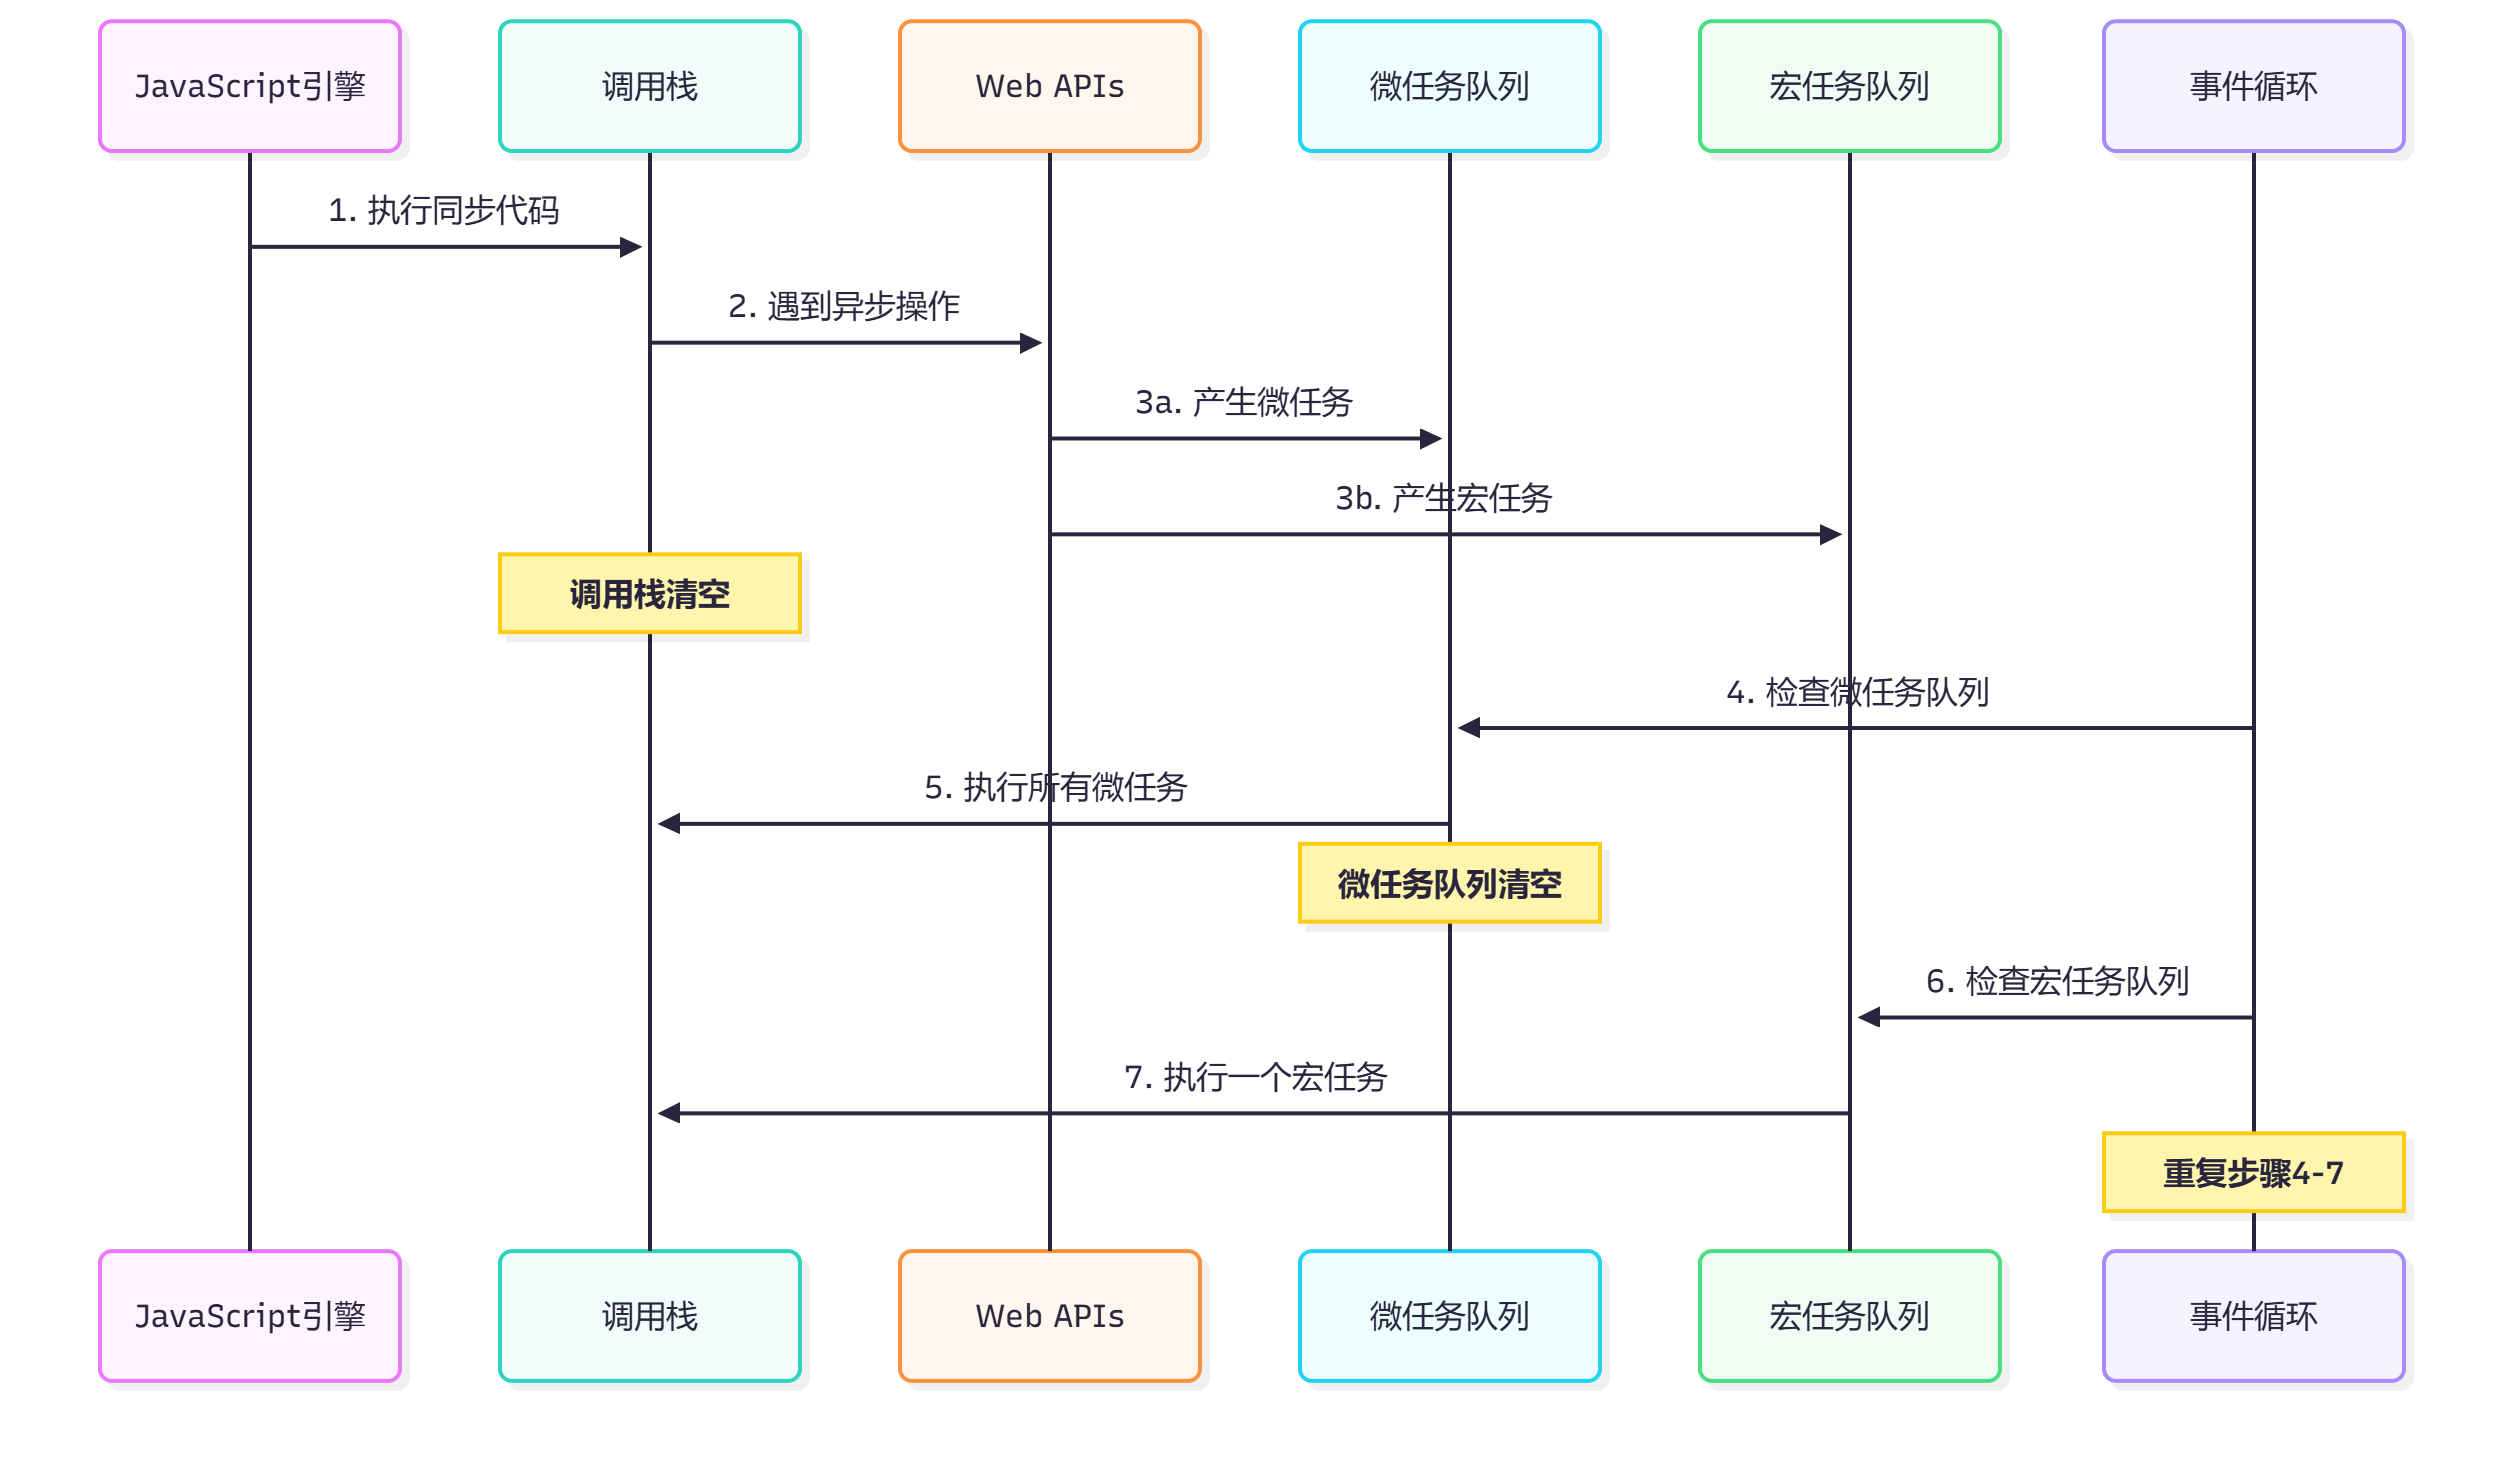 JavaScript引擎
调用栈
Web APIs
微任务队列
宏任务队列
事件循环
1. 执行同步代码
2. 遇到异步操作
3a. 产生微任务
3b. 产生宏任务
调用栈清空
4. 检查微任务队列
5. 执行所有微任务
微任务队列清空
6. 检查宏任务队列
7. 执行一个宏任务
重复步骤4-7
JavaScript引擎
调用栈
Web APIs
微任务队列
宏任务队列
事件循环